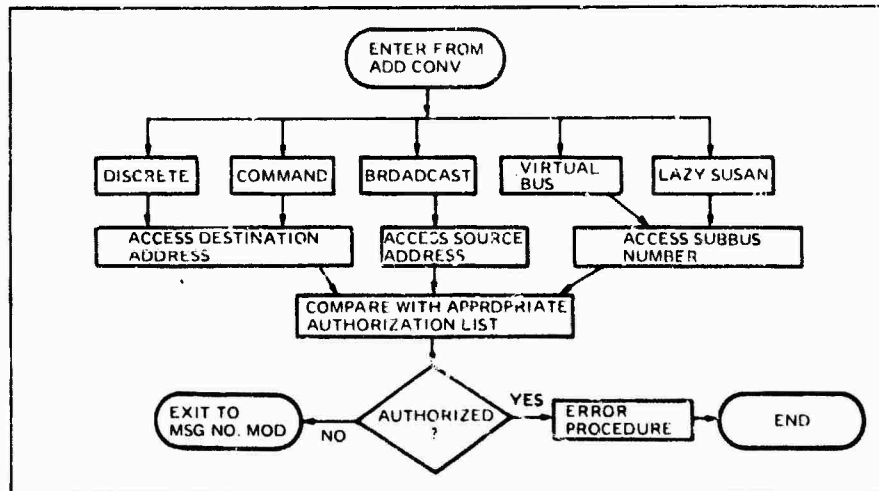 ENTER FROM
ADD CONV
DISCRETE
COMMAND
BROADCAST
VIRTUAL
BUS
LAZY SUSAN
ACCESS DESTINATION
ADDRESS
ACCESS SOURCE
ADDRESS
ACCESS SUBBUS
NUMBER
COMPARE WITH APPROPRIATE
AUTHORIZATION LIST
AUTHORIZED
?
YES
NO
EXIT TO
MSG NO. MOD
ERROR
PROCEDURE
END